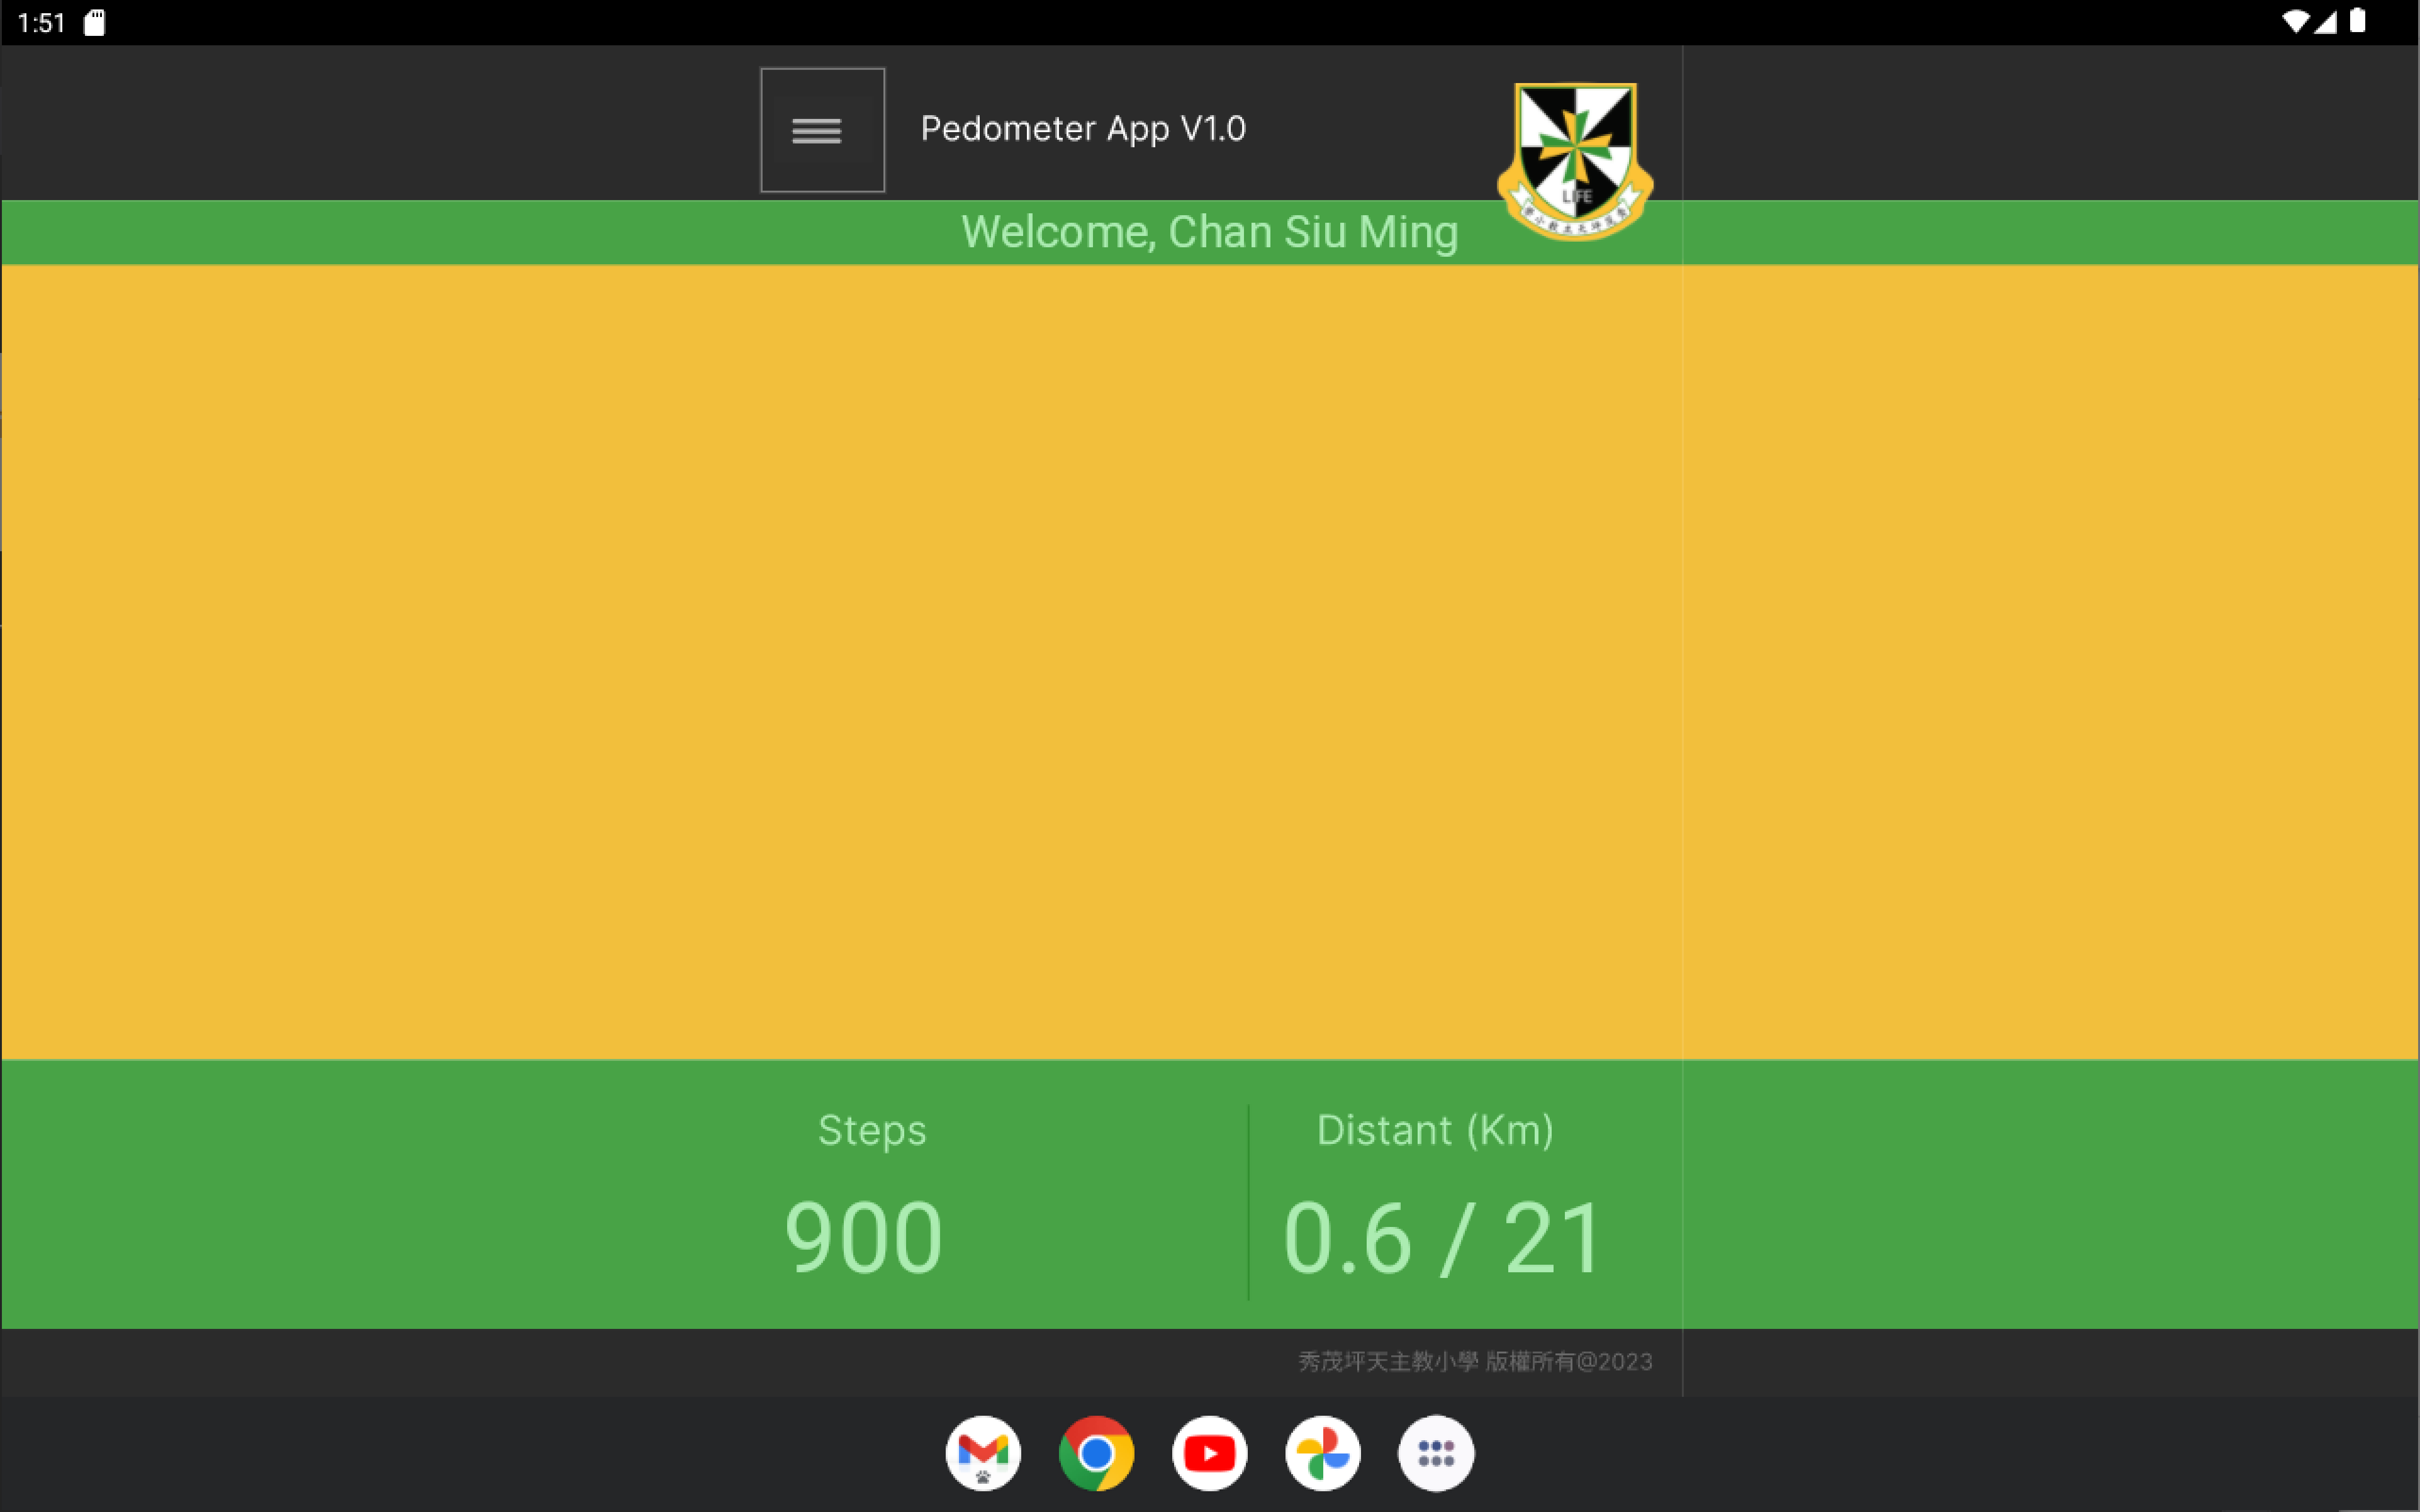 1:51
Pedometer App V1.0
LIFE
Welcome, Chan Siu Ming
Steps
Distant (Km)
900
0.6 / 21
秀茂坪天主教小學 版權所有@2023